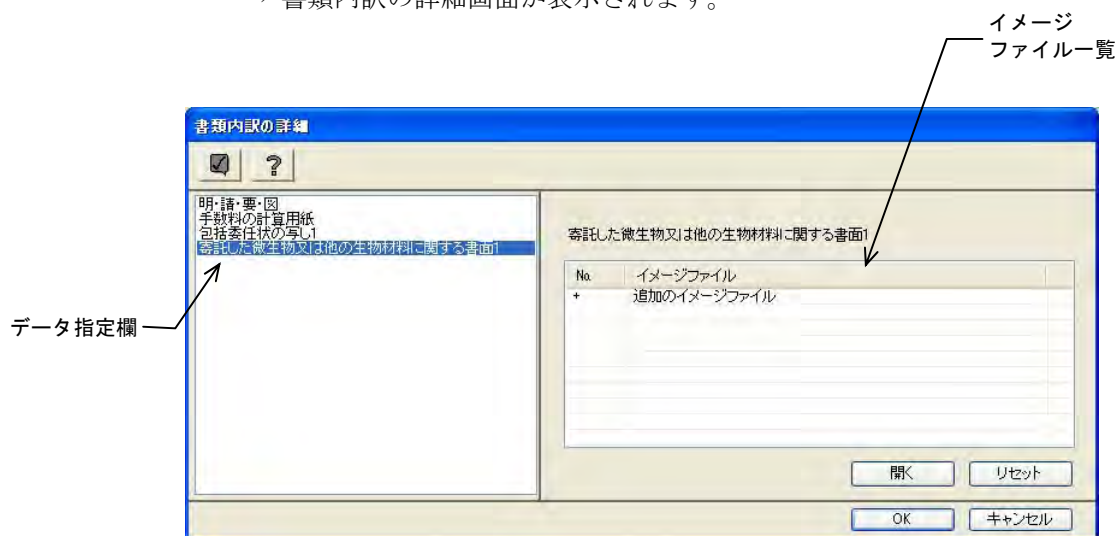 書類内訳の詳細画面が表示されます。
イメージ
ファイル一覧
書類内訳の詳細
?
明・請・要・図
手数料の計算用紙
包括委任状の写し1
寄託した微生物又は他の生物材料に関する書面1
データ指定欄
寄託した微生物又は他の生物材料に関する書面1
No. イメージファイル
+ 追加のイメージファイル
開く リセット
OK キャンセル